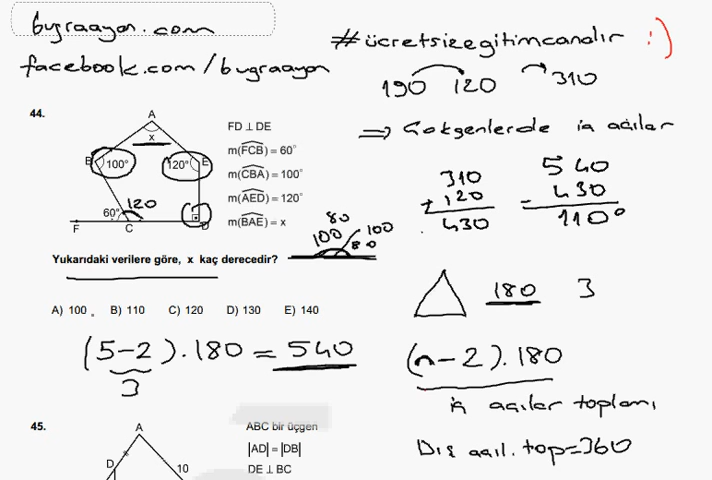 bugraayon.com
facebook.com/bugraayon
#ücretsizegitimcandır :)
190 120 310
⇒ Çokgenlerde iç açılar
44.
A
x
B 100° 120° E
120
60°
F C D
FD ⊥ DE
m(FCB) = 60°
m(CBA) = 100°
m(AED) = 120°
m(BAE) = x
80
100 100
80
310
+120
430
540
- 430
110°
Yukarıdaki verilere göre, x kaç derecedir?
A) 100 B) 110 C) 120 D) 130 E) 140
180 3
(5-2).180 = 540
3
(n-2).180
iç açılar toplamı
Dış açıl. top=360
45.
A
D
10
ABC bir üçgen
|AD| = |DB|
DE ⊥ BC